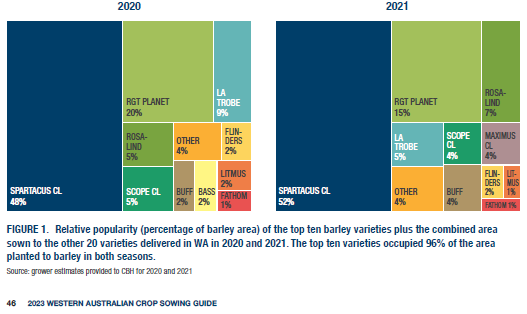 2020
2021
SPARTACUS CL
48%
RGT PLANET
20%
LA
TROBE
9%
ROSA-
LIND
5%
OTHER
4%
FLIN-
DERS
2%
SCOPE CL
5%
BUFF
2%
BASS
2%
LITMUS
2%
FATHOM
1%
SPARTACUS CL
52%
RGT PLANET
15%
ROSA-
LIND
7%
LA
TROBE
5%
SCOPE
CL
4%
MAXIMUS
CL
4%
OTHER
4%
BUFF
4%
FLIN-
DERS
2%
LIT-
MUS
1%
FATHOM 1%
FIGURE 1. Relative popularity (percentage of barley area) of the top ten barley varieties plus the combined area
sown to the other 20 varieties delivered in WA in 2020 and 2021. The top ten varieties occupied 96% of the area
planted to barley in both seasons.
Source: grower estimates provided to CBH for 2020 and 2021
46 2023 WESTERN AUSTRALIAN CROP SOWING GUIDE